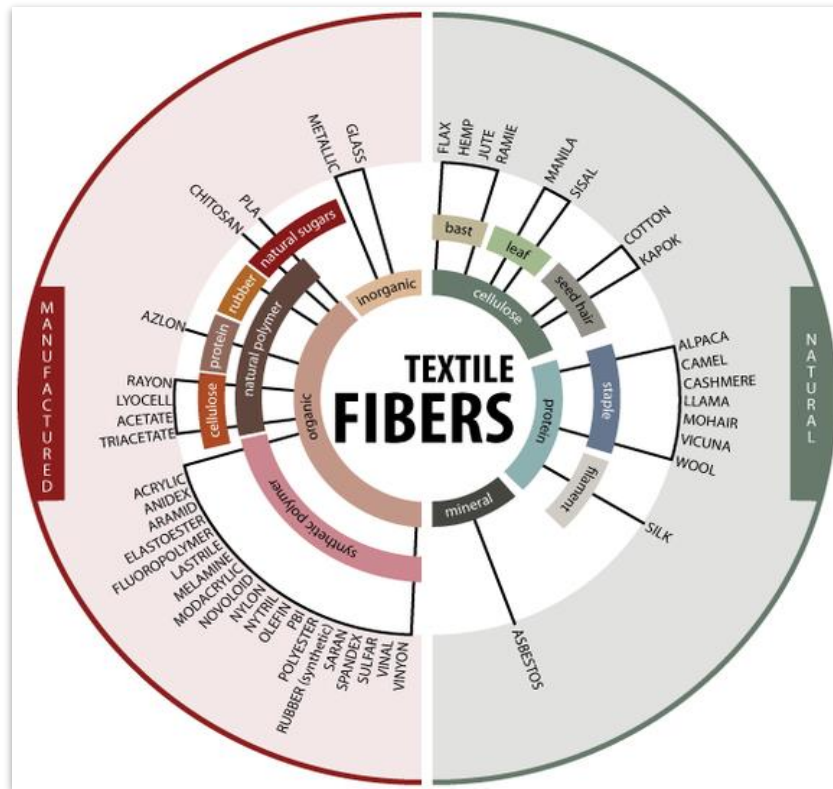 TEXTILE
FIBERS
MANUFACTURED
NATURAL
inorganic
METALLIC
GLASS
organic
natural polymer
natural sugars
CHITOSAN
PLA
rubber
protein
AZLON
cellulose
RAYON
LYOCELL
ACETATE
TRIACETATE
synthetic polymer
ACRYLIC
ANIDEX
ARAMID
ELASTOESTER
FLUOROPOLYMER
LASTRILE
MELAMINE
MODACRYLIC
NOVOLOID
NYLON
NYTRIL
OLEFIN
PBI
POLYESTER
RUBBER (synthetic)
SARAN
SPANDEX
SULFAR
VINAL
VINYON
cellulose
bast
FLAX
HEMP
JUTE
RAMIE
leaf
MANILA
SISAL
seed hair
COTTON
KAPOK
protein
staple
ALPACA
CAMEL
CASHMERE
LLAMA
MOHAIR
VICUNA
WOOL
filament
SILK
mineral
ASBESTOS